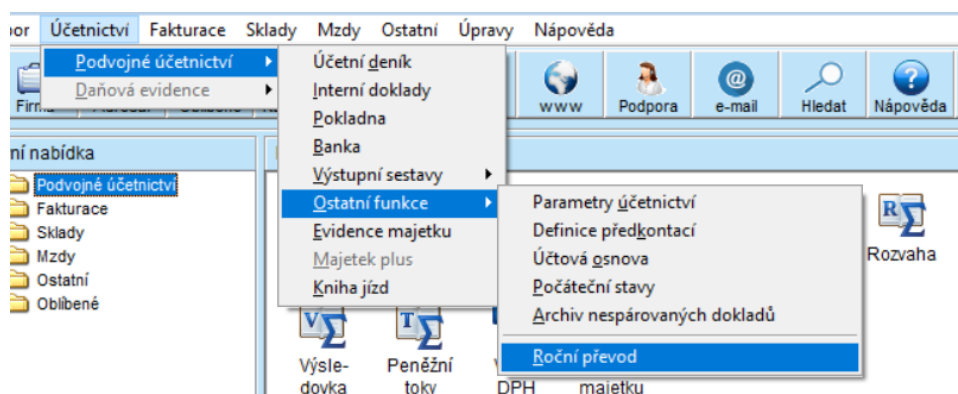 Účetnictví Fakturace Sklady Mzdy Ostatní Úpravy Nápověda
Podvojné účetnictví
Daňová evidence
Účetní deník
Interní doklady
Pokladna
Banka
Výstupní sestavy
Ostatní funkce
Evidence majetku
Majetek plus
Kniha jízd
Parametry účetnictví
Definice předkontací
Účtová osnova
Počáteční stavy
Archiv nespárovaných dokladů
Roční převod
www Podpora e-mail Hledat Nápověda
ní nabídka
Podvojné účetnictví
Fakturace
Sklady
Mzdy
Ostatní
Oblíbené
Rozvaha
Výsle-
dovka
Peněžní
toky
DPH
majetku